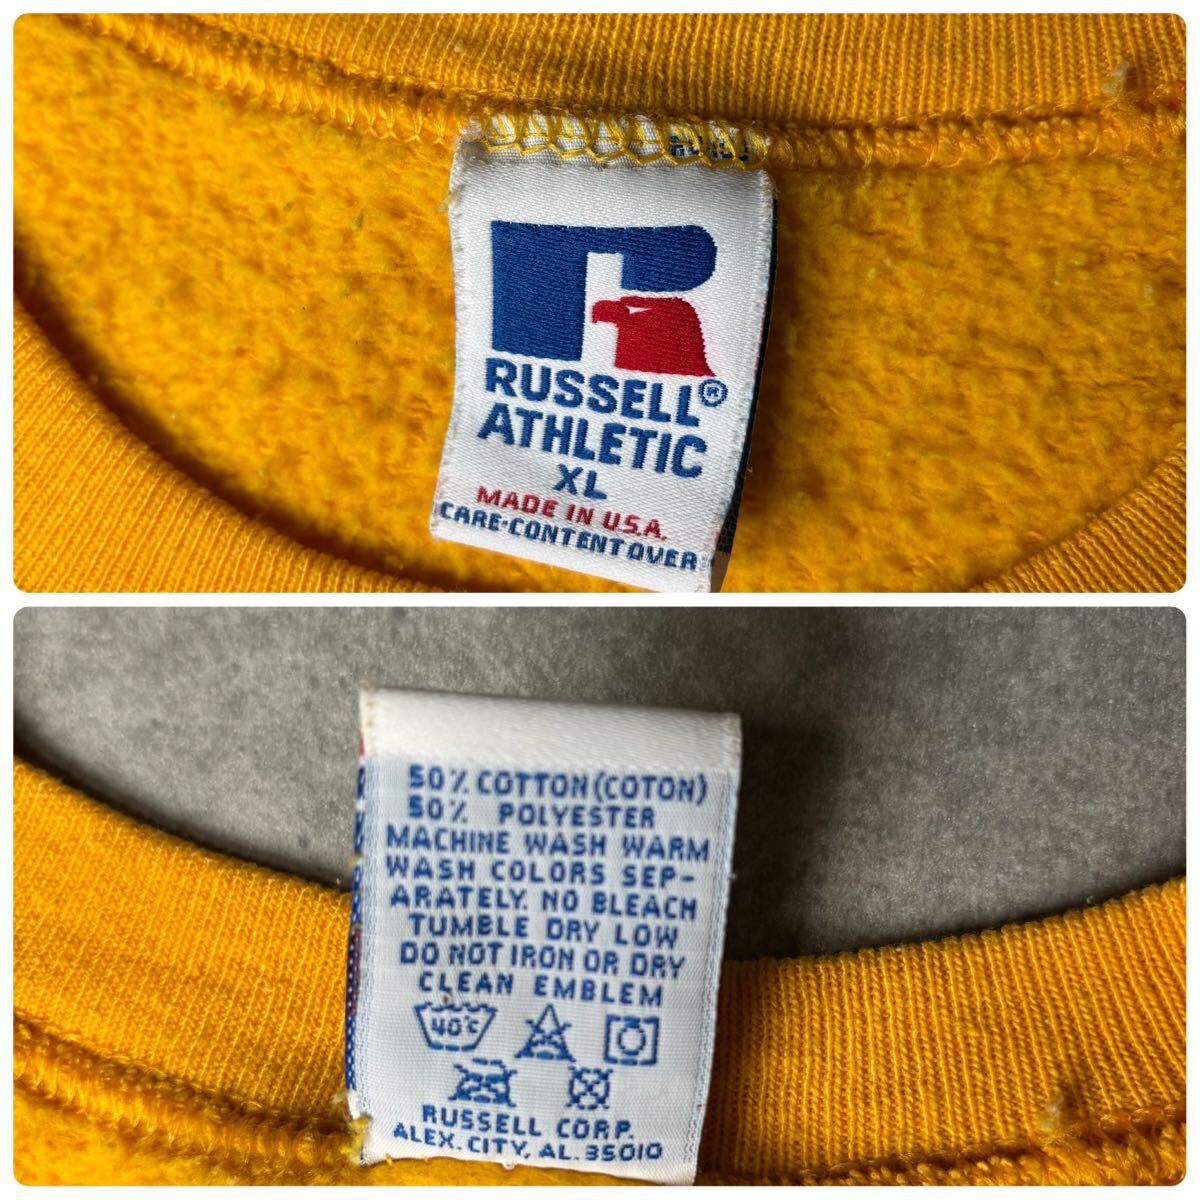 RUSSELL®
ATHLETIC
XL
MADE IN U.S.A.
CARE-CONTENT OVER
50% COTTON (COTON)
50% POLYESTER
MACHINE WASH WARM
WASH COLORS SEP-
ARATELY. NO BLEACH
TUMBLE DRY LOW
DO NOT IRON OR DRY
CLEAN EMBLEM
40°C
RUSSELL CORP.
ALEX. CITY, AL. 35010